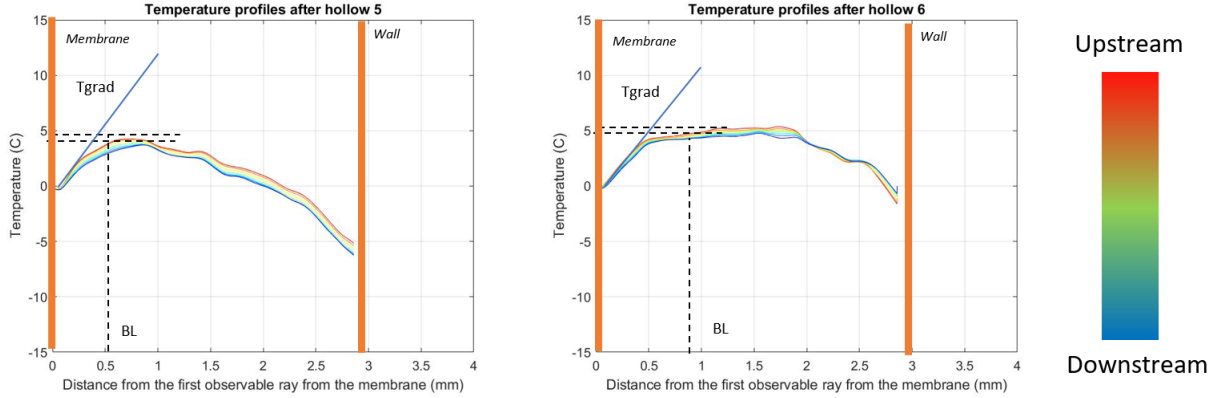 Temperature profiles after hollow 5
15
10
5
0
-5
-10
-15
Temperature (C)
Membrane
Wall
Tgrad
BL
0 0.5 1 1.5 2 2.5 3 3.5 4
Distance from the first observable ray from the membrane (mm)
Temperature profiles after hollow 6
15
10
5
0
-5
-10
-15
Temperature (C)
Membrane
Wall
Tgrad
BL
0 0.5 1 1.5 2 2.5 3 3.5 4
Distance from the first observable ray from the membrane (mm)
Upstream
Downstream